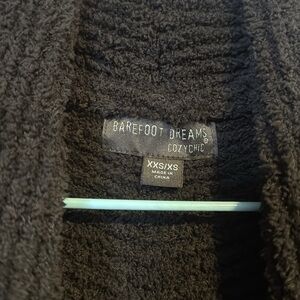 BAREFOOT DREAMS®
COZYCHIC
XXS/XS
MADE IN
CHINA